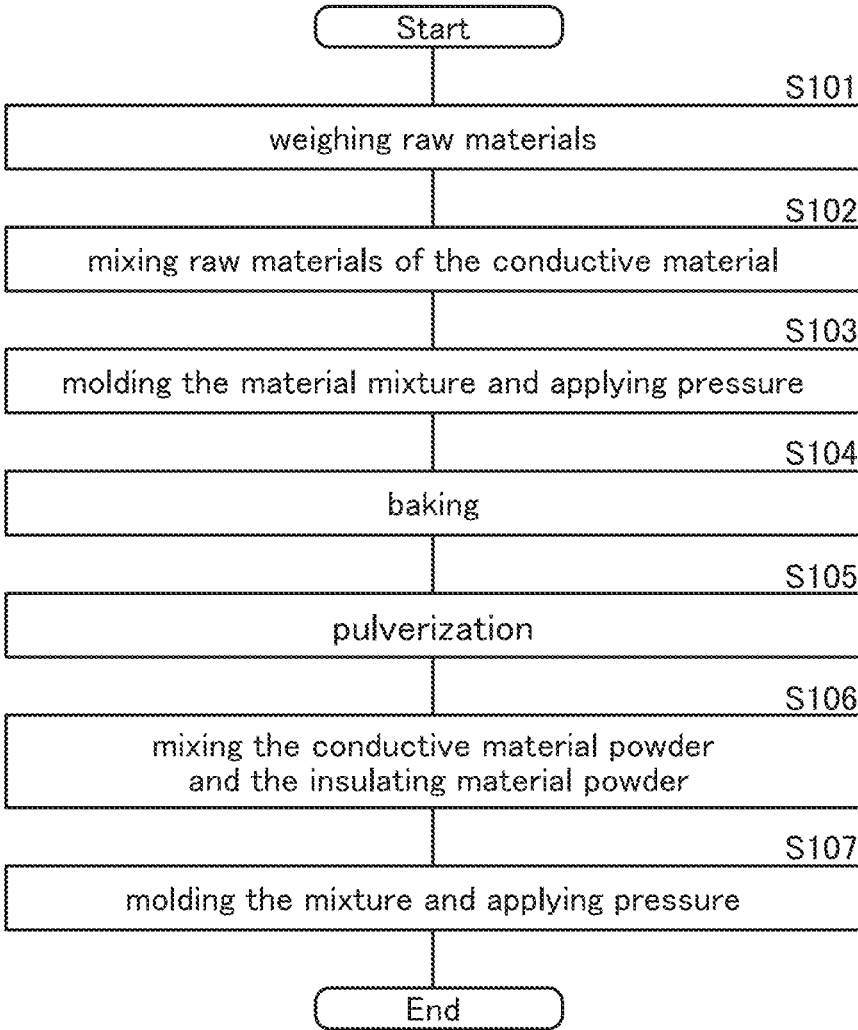 Start
S101
weighing raw materials
S102
mixing raw materials of the conductive material
S103
molding the material mixture and applying pressure
S104
baking
S105
pulverization
S106
mixing the conductive material powder
and the insulating material powder
S107
molding the mixture and applying pressure
End